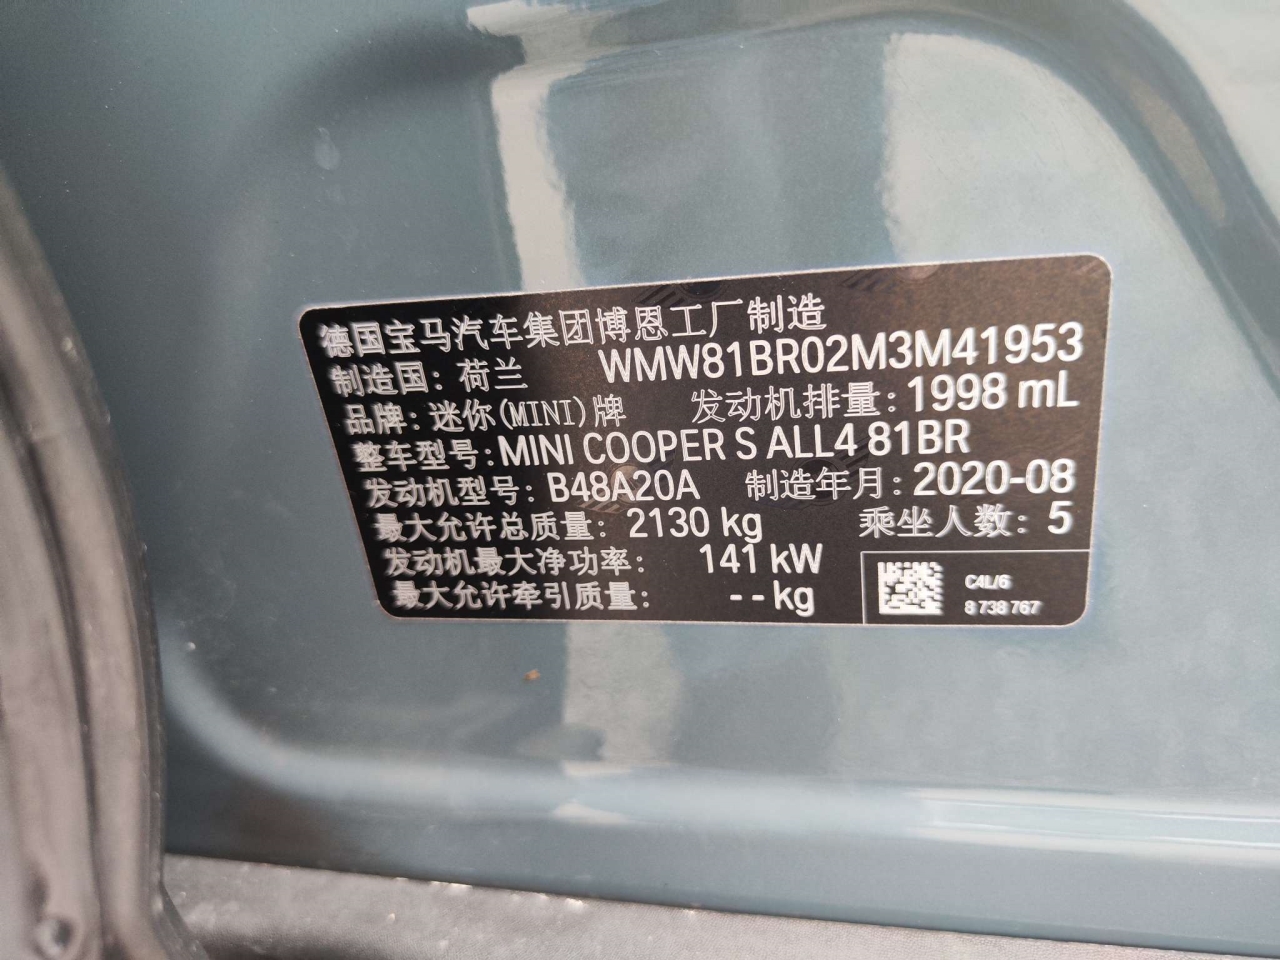 德国宝马汽车集团博恩工厂制造
制造国: 荷兰 WMW81BR02M3M41953
品牌: 迷你(MINI)牌 发动机排量: 1998 mL
整车型号: MINI COOPER S ALL4 81BR
发动机型号: B48A20A 制造年月: 2020-08
最大允许总质量: 2130 kg 乘坐人数: 5
发动机最大净功率: 141 kW
最大允许牵引质量: -- kg
C4L/6
8 738 767